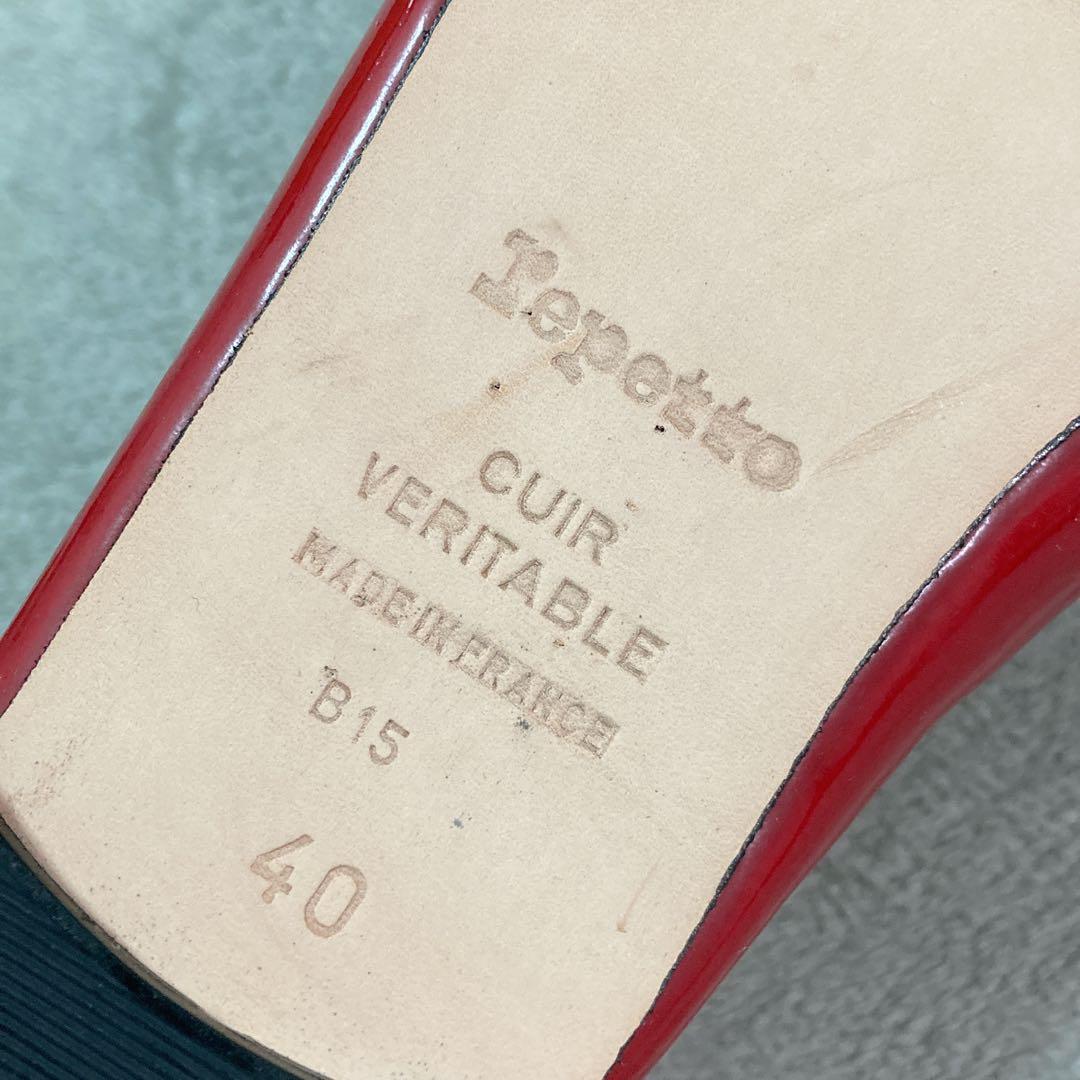 repetto
CUIR
VERITABLE
MADE IN FRANCE
B15
40